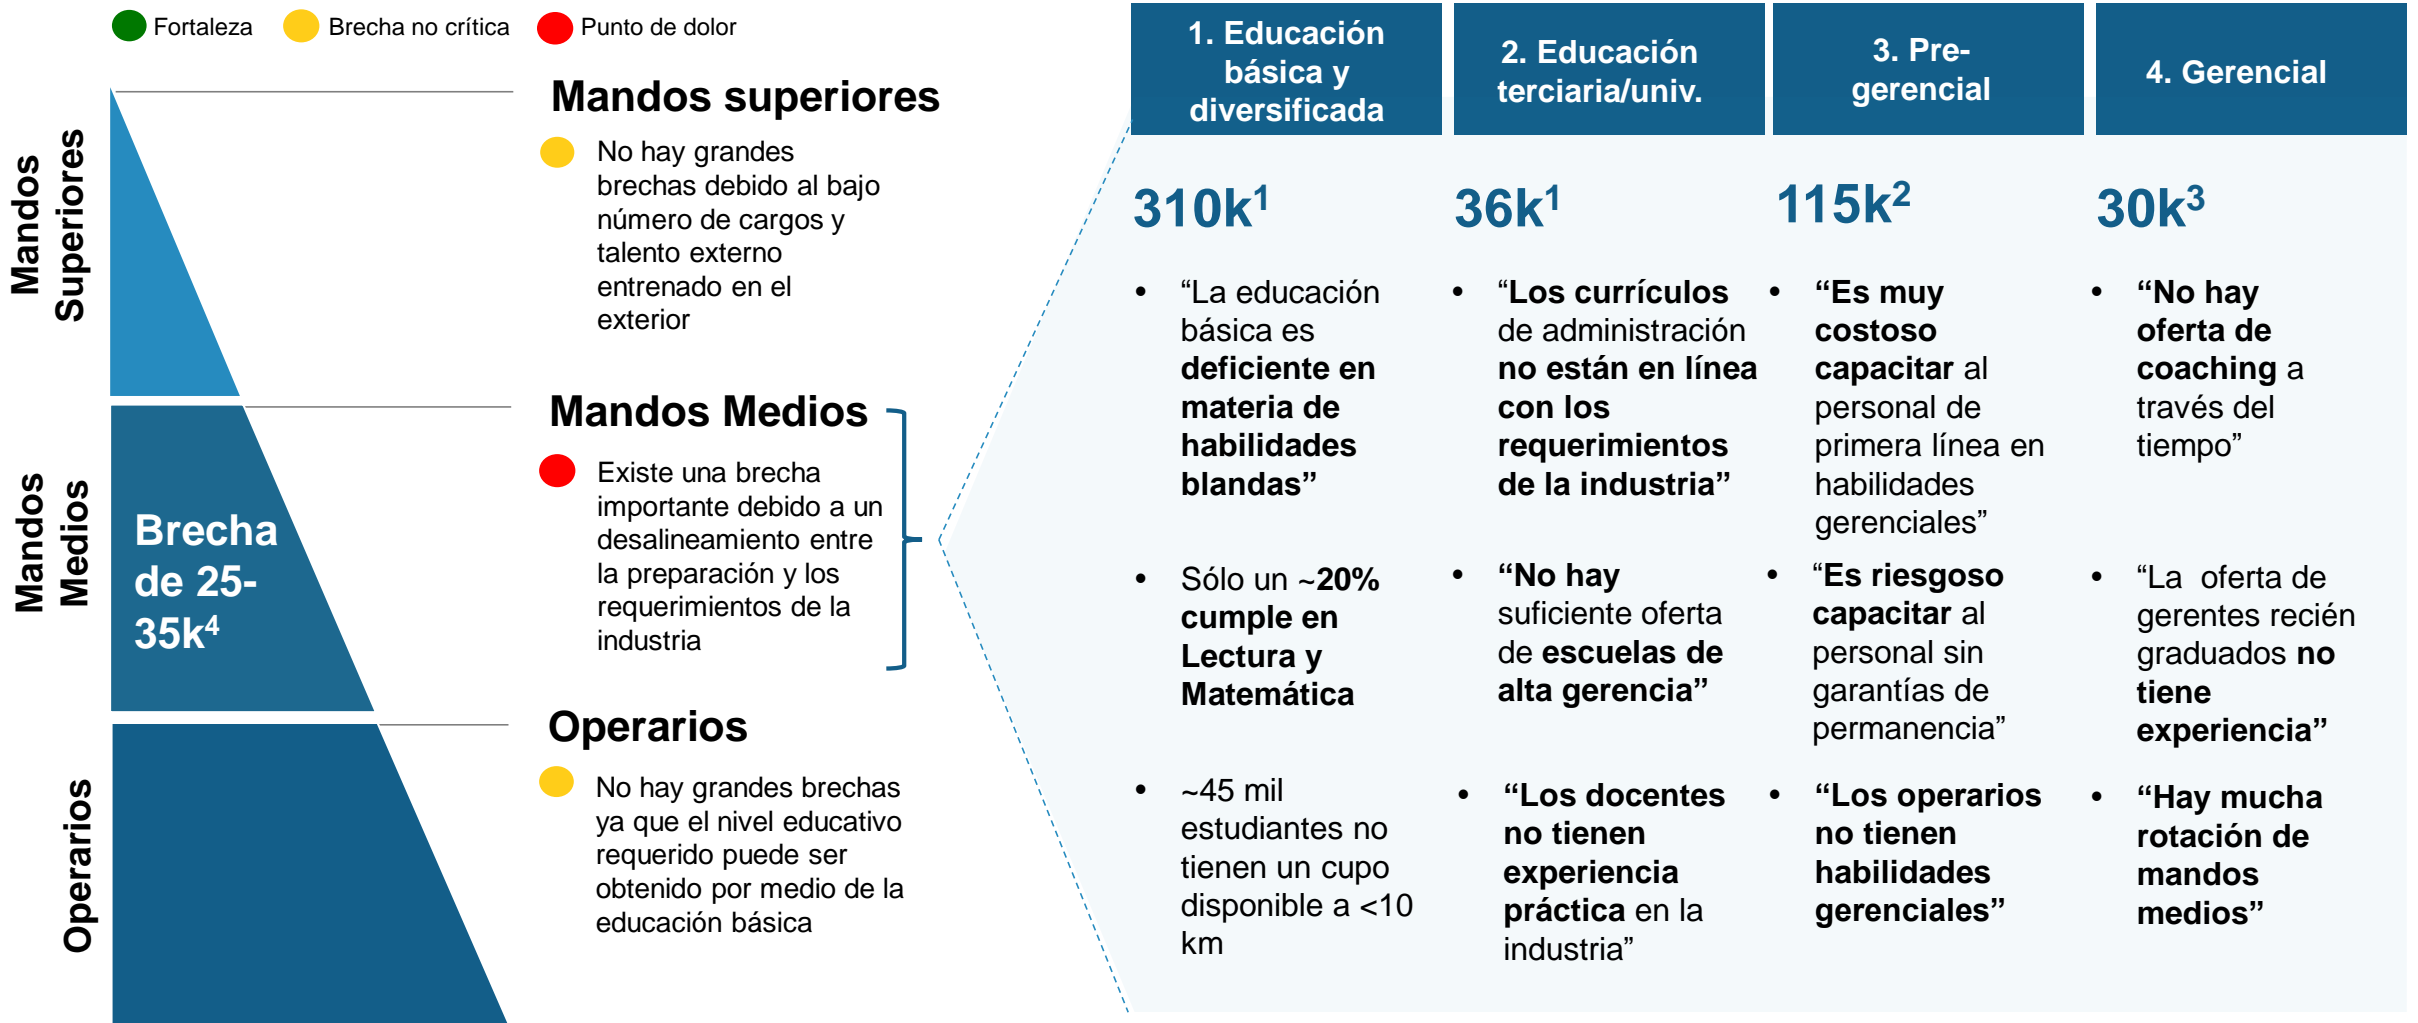 Fortaleza
Brecha no crítica
Punto de dolor
Mandos
Superiores
Mandos superiores
No hay grandes
brechas debido al bajo
número de cargos y
talento externo
entrenado en el
exterior
Mandos
Medios
Brecha
de 25-
35k⁴
Mandos Medios
Existe una brecha
importante debido a un
desalineamiento entre
la preparación y los
requerimientos de la
industria
Operarios
Operarios
No hay grandes brechas
ya que el nivel educativo
requerido puede ser
obtenido por medio de la
educación básica
1. Educación
básica y
diversificada
310k¹
• “La educación
básica es
deficiente en
materia de
habilidades
blandas”
• Sólo un ~20%
cumple en
Lectura y
Matemática
• ~45 mil
estudiantes no
tienen un cupo
disponible a <10
km
2. Educación
terciaria/univ.
36k¹
• “Los currículos
de administración
no están en línea
con los
requerimientos
de la industria”
• “No hay
suficiente oferta
de escuelas de
alta gerencia”
• “Los docentes
no tienen
experiencia
práctica en la
industria”
3. Pre-
gerencial
115k²
• “Es muy
costoso
capacitar al
personal de
primera línea en
habilidades
gerenciales”
• “Es riesgoso
capacitar al
personal sin
garantías de
permanencia”
• “Los operarios
no tienen
habilidades
gerenciales”
4. Gerencial
30k³
• “No hay
oferta de
coaching a
través del
tiempo”
• “La  oferta de
gerentes recién
graduados no
tiene
experiencia”
• “Hay mucha
rotación de
mandos
medios”